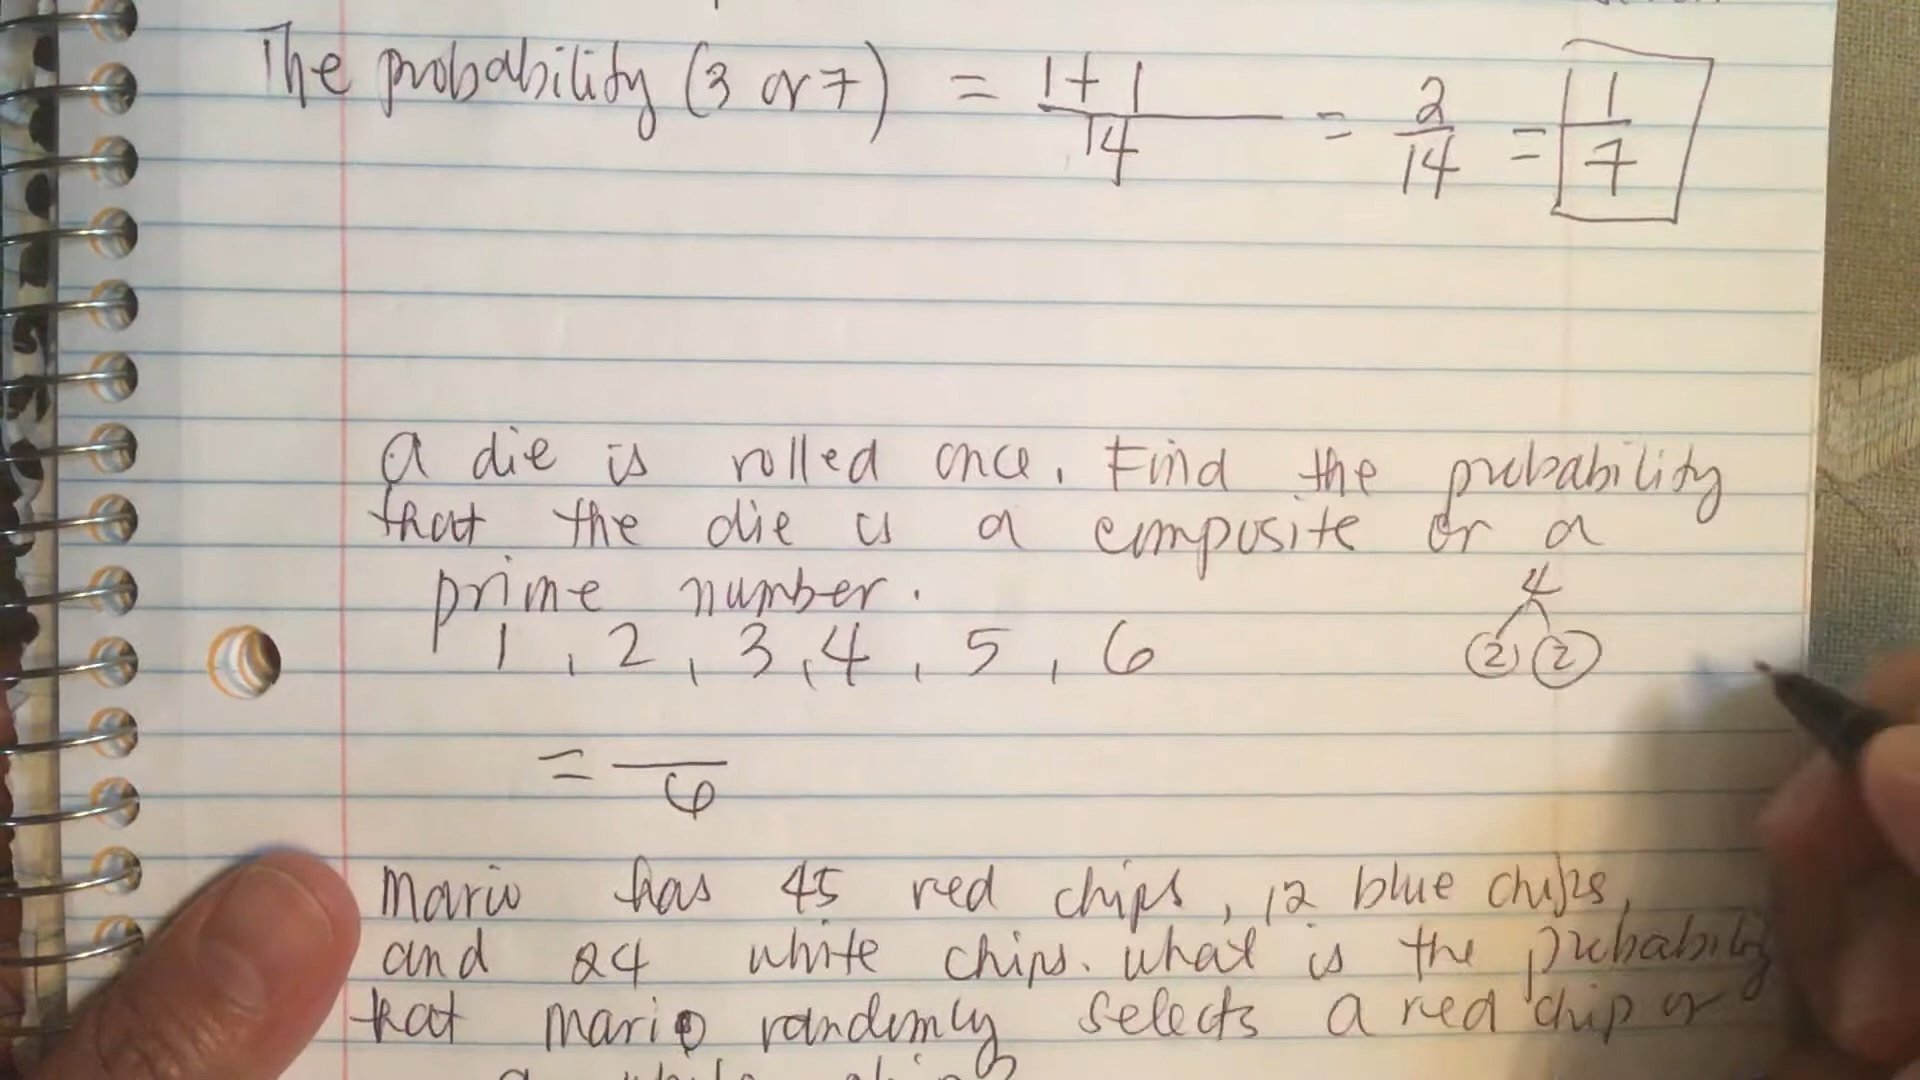 The probability (3 or 7) = 1+1/14 = 2/14 = 1/7
a die is rolled once. Find the probability
that the die is a composite or a
prime number.
4
1, 2, 3, 4, 5, 6
2 2
= /6
Mario has 45 red chips, 12 blue chips,
and 24 white chips. What is the probability
that Mario randomly selects a red chip or